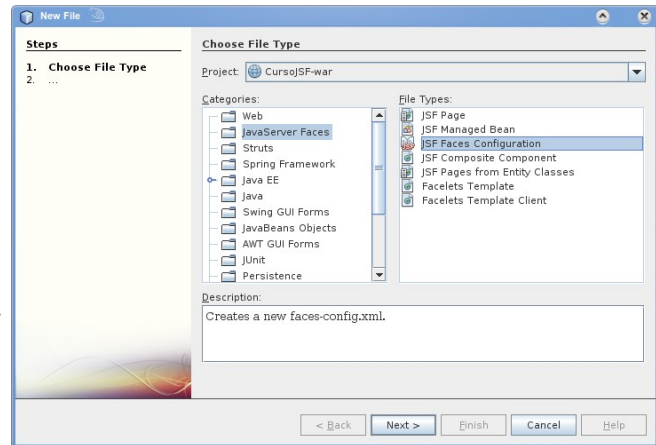 New File
Steps
1. Choose File Type
2. ...
Choose File Type
Project: CursoJSF-war
Categories:
Web
JavaServer Faces
Struts
Spring Framework
Java EE
Java
Swing GUI Forms
JavaBeans Objects
AWT GUI Forms
JUnit
Persistence
File Types:
JSF Page
JSF Managed Bean
JSF Faces Configuration
JSF Composite Component
JSF Pages from Entity Classes
Facelets Template
Facelets Template Client
Description:
Creates a new faces-config.xml.
< Back
Next >
Finish
Cancel
Help